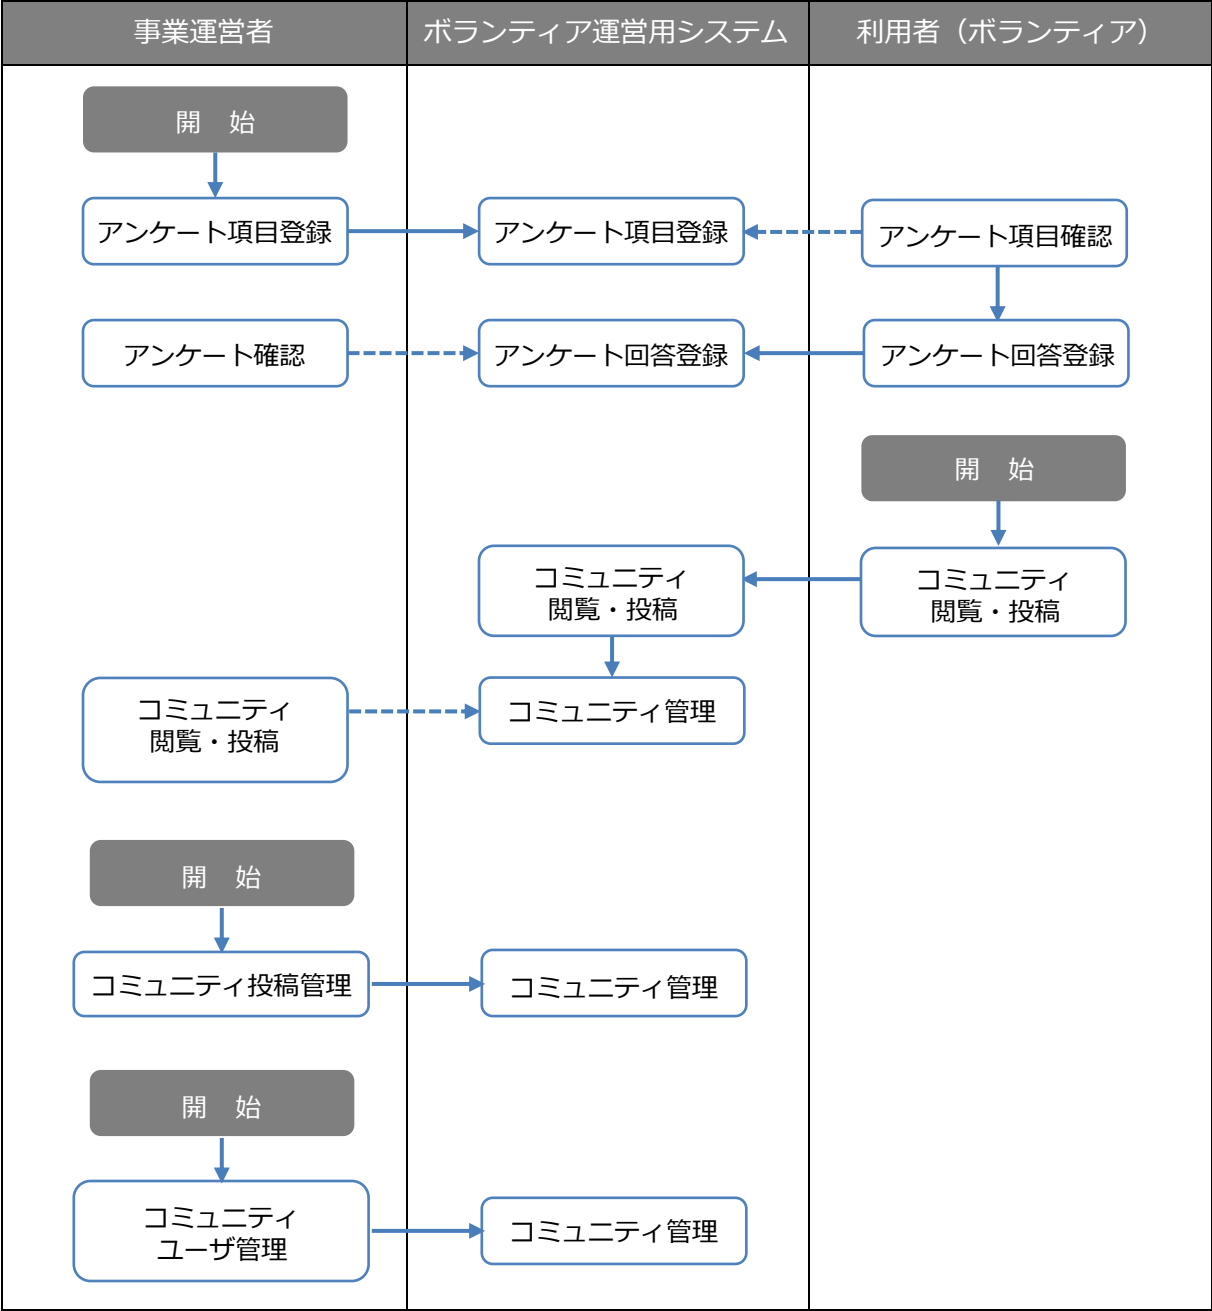 事業運営者
ボランティア運営用システム
利用者（ボランティア）
開　始
アンケート項目登録
アンケート項目登録
アンケート項目確認
アンケート確認
アンケート回答登録
アンケート回答登録
開　始
コミュニティ
閲覧・投稿
コミュニティ
閲覧・投稿
コミュニティ
閲覧・投稿
コミュニティ管理
開　始
コミュニティ投稿管理
コミュニティ管理
開　始
コミュニティ
ユーザ管理
コミュニティ管理